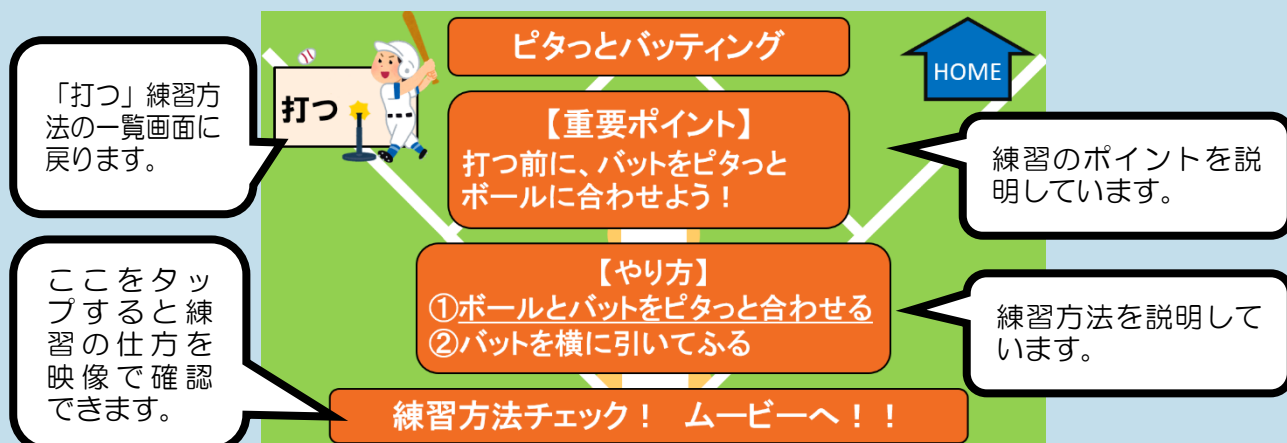 ピタっとバッティング
HOME
打つ
「打つ」練習方
法の一覧画面に
戻ります。
【重要ポイント】
打つ前に、バットをピタっと
ボールに合わせよう！
練習のポイントを説
明しています。
【やり方】
①ボールとバットをピタっと合わせる
②バットを横に引いてふる
練習方法を説明して
います。
ここをタッ
プすると練
習の仕方を
映像で確認
できます。
練習方法チェック！　ムービーへ！！